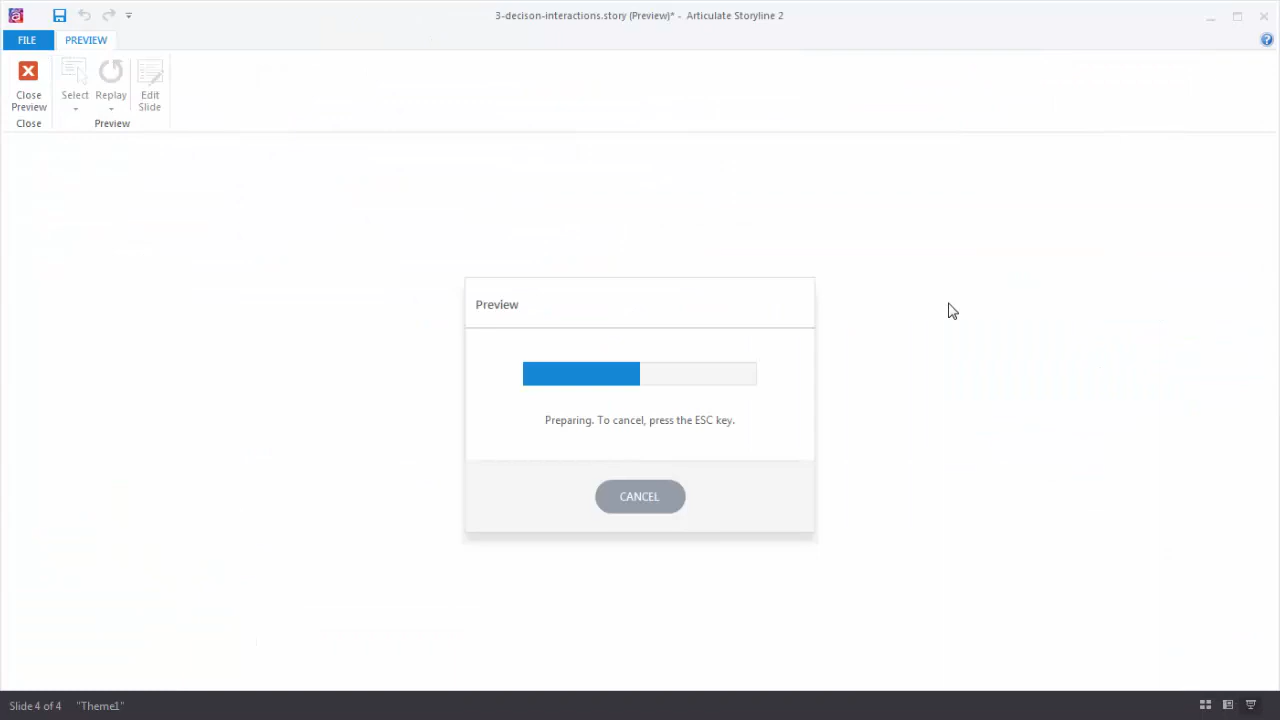 3-decison-interactions.story (Preview)* - Articulate Storyline 2
FILE
PREVIEW
Close
Preview
Select
Replay
Edit
Slide
Close
Preview
Preview
Preparing. To cancel, press the ESC key.
CANCEL
Slide 4 of 4
"Theme1"